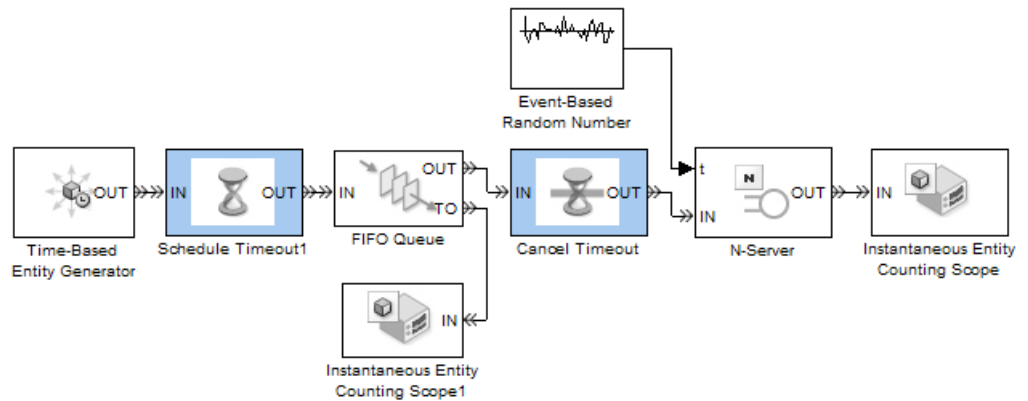 Event-Based
Random Number
OUT
Time-Based
Entity Generator
IN
OUT
Schedule Timeout1
IN
OUT
TO
FIFO Queue
IN
OUT
Cancel Timeout
t
IN
N
OUT
N-Server
IN
Instantaneous Entity
Counting Scope
IN
Instantaneous Entity
Counting Scope1